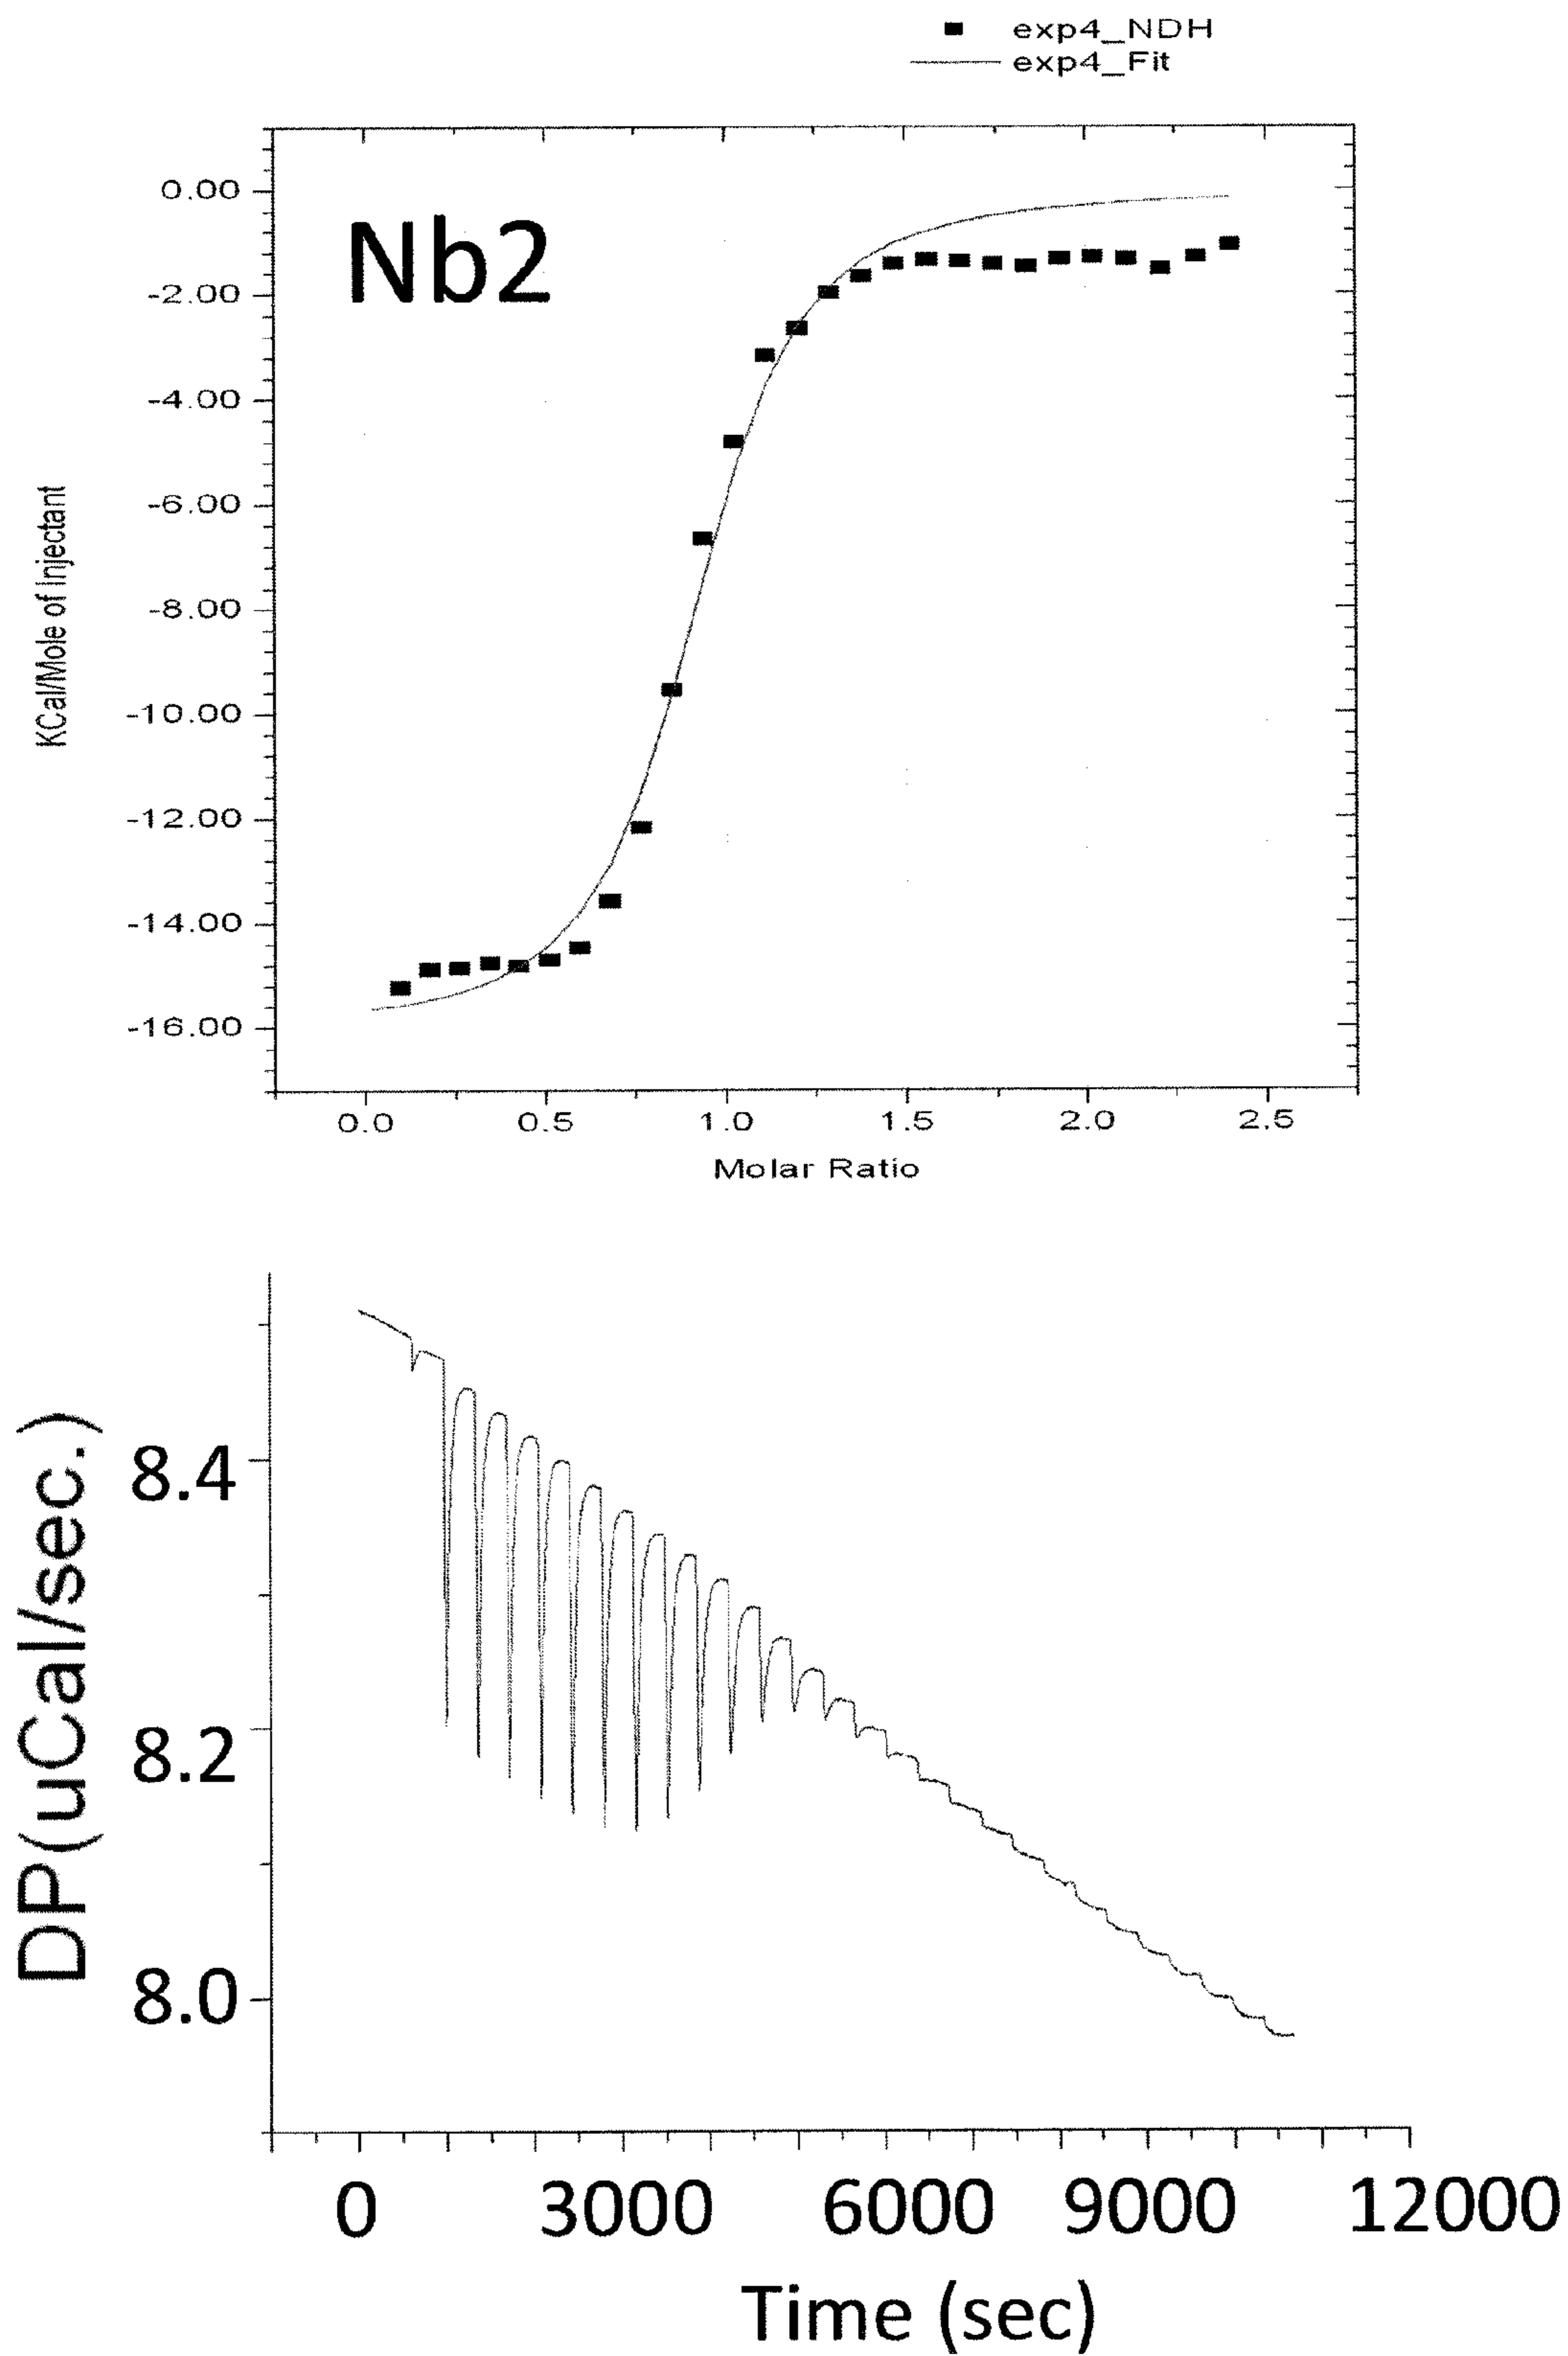 exp4_NDH
exp4_Fit
Nb2
0.00
-2.00
-4.00
-6.00
-8.00
-10.00
-12.00
-14.00
-16.00
KCal/Mole of Injectant
0.0 0.5 1.0 1.5 2.0 2.5
Molar Ratio
DP(uCal/sec.)
8.4
8.2
8.0
0 3000 6000 9000 12000
Time (sec)